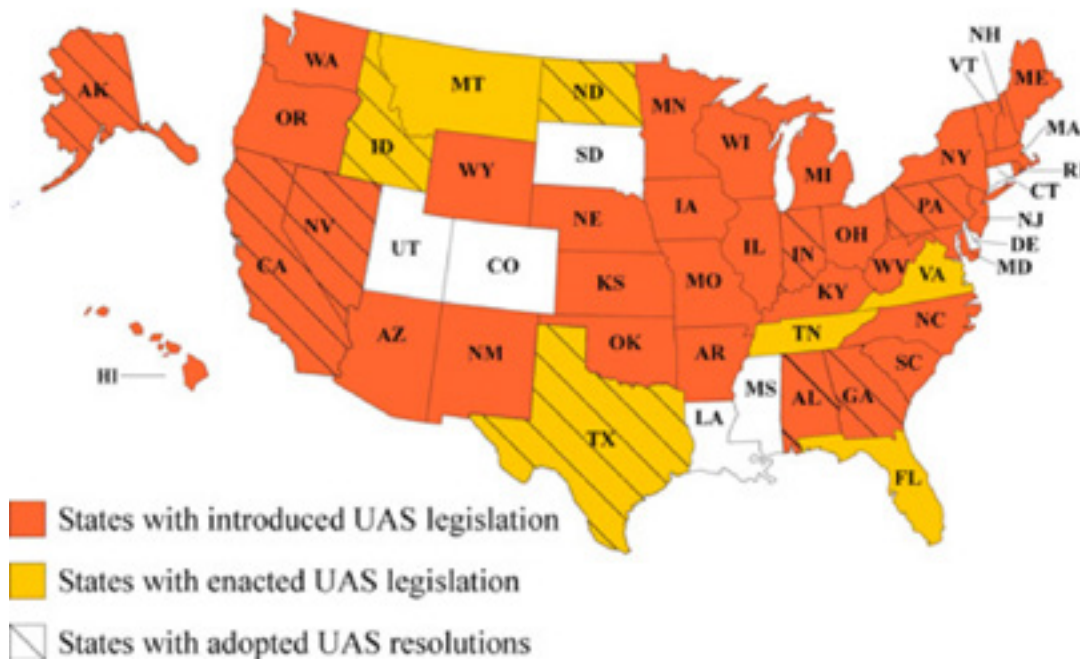 NH
VT
ME
AK
WA
MT
ND
MN
MA
OR
ID
SD
WI
NY
WY
MI
RI
CT
IA
PA
NE
NV
NJ
UT
IL
IN
OH
DE
CO
CA
WV
MD
KS
MO
VA
KY
NC
AZ
OK
TN
NM
AR
SC
HI
MS
AL
GA
LA
TX
FL
States with introduced UAS legislation
States with enacted UAS legislation
States with adopted UAS resolutions